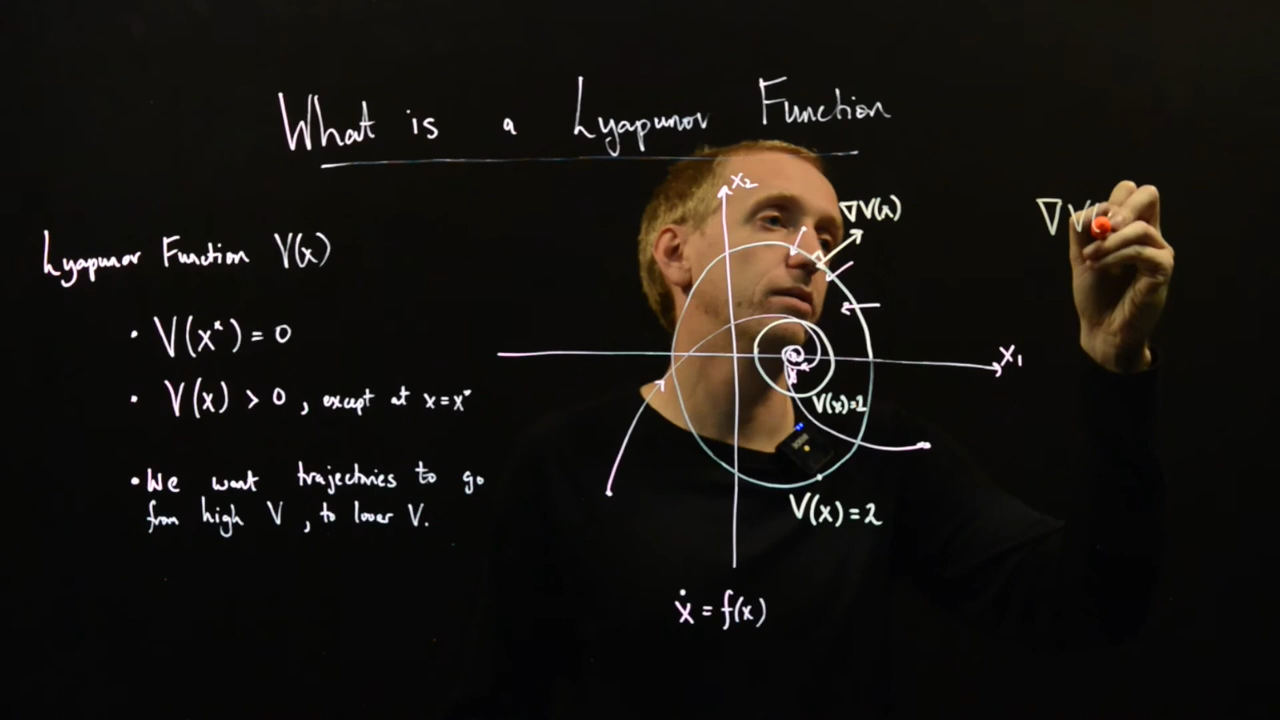 What is a Lyapunov Function
Lyapunov Function V(x)
• V(x*) = 0
• V(x) > 0, except at x=x*
• We want trajectories to go
from high V, to lower V.
x₂
∇V(x)
x₁
V(x)=1
V(x)=2
ẋ = f(x)
∇V(